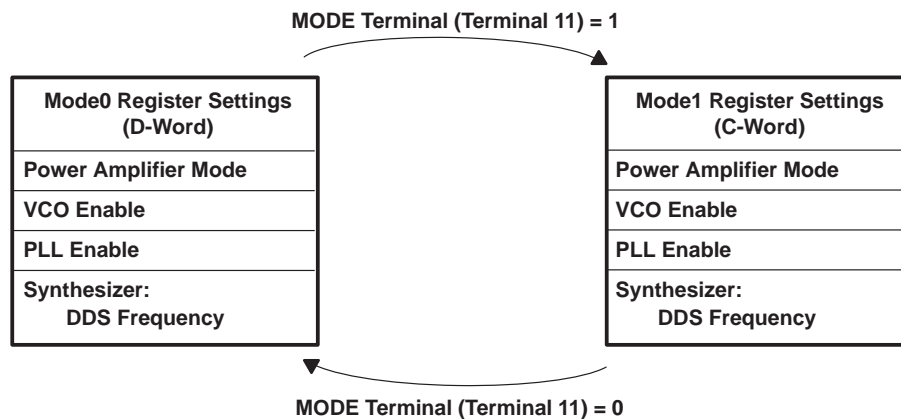 MODE Terminal (Terminal 11) = 1
Mode0 Register Settings
(D-Word)
Power Amplifier Mode
VCO Enable
PLL Enable
Synthesizer:
DDS Frequency
Mode1 Register Settings
(C-Word)
Power Amplifier Mode
VCO Enable
PLL Enable
Synthesizer:
DDS Frequency
MODE Terminal (Terminal 11) = 0